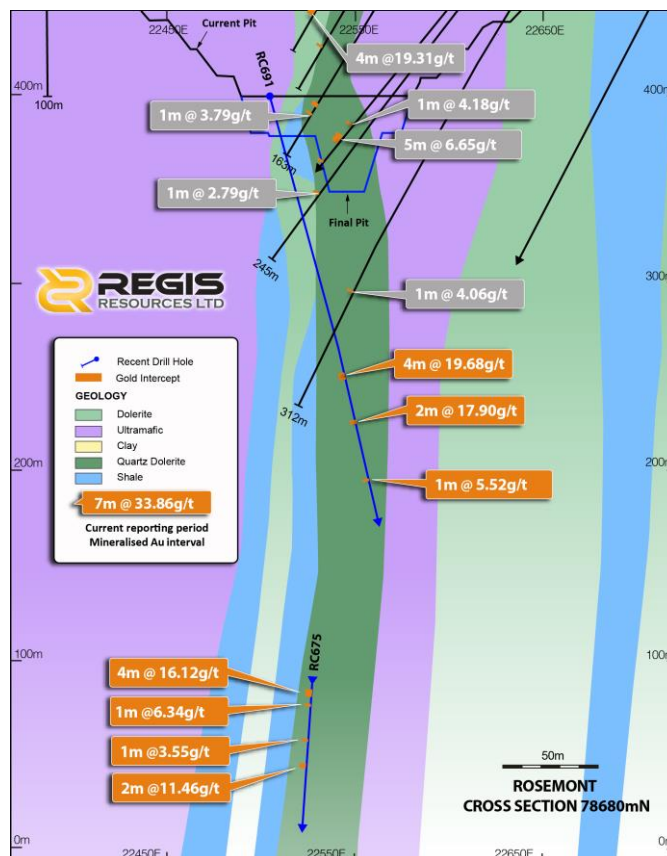 22450E
22550E
22650E
Current Pit
RC691
4m @19.31g/t
400m
400m
100m
1m @ 3.79g/t
1m @ 4.18g/t
5m @ 6.65g/t
163m
1m @ 2.79g/t
Final Pit
245m
REGIS
RESOURCES LTD
300m
1m @ 4.06g/t
Recent Drill Hole
Gold Intercept
GEOLOGY
Dolerite
Ultramafic
Clay
Quartz Dolerite
Shale
7m @ 33.86g/t
Current reporting period
Mineralised Au interval
4m @ 19.68g/t
312m
2m @ 17.90g/t
200m
200m
1m @ 5.52g/t
RC675
100m
100m
4m @ 16.12g/t
1m @6.34g/t
1m @3.55g/t
2m @11.46g/t
50m
ROSEMONT
CROSS SECTION 78680mN
0m
0m
22450E
22550E
22650E